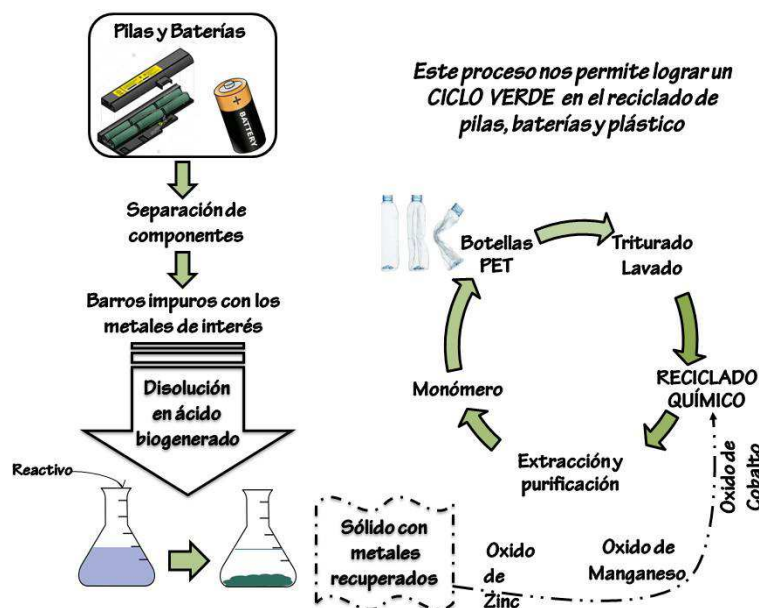 Pilas y Baterías
BATTERY
Separación de
componentes
Barros impuros con los
metales de interés
Disolución
en ácido
biogenerado
Reactivo
Sólido con
metales
recuperados
Este proceso nos permite lograr un
CICLO VERDE en el reciclado de
pilas, baterías y plástico
Botellas
PET
Triturado
Lavado
RECICLADO
QUÍMICO
Extracción y
purificación
Monómero
Oxido
de
Zinc
Oxido de
Manganeso
Oxido de
Cobalto